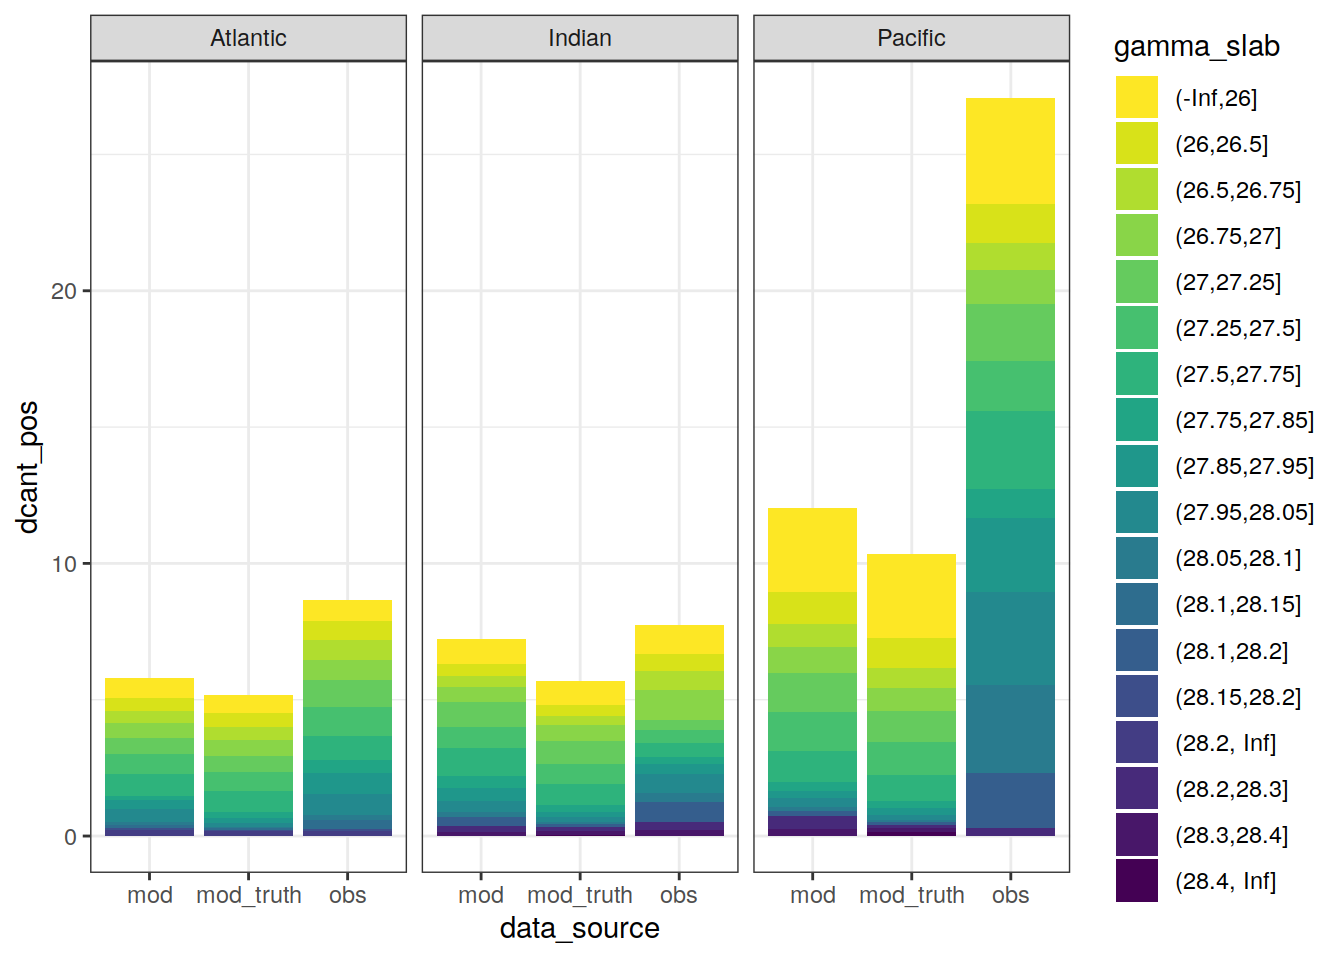 Atlantic
Indian
Pacific
gamma_slab
(-Inf,26]
(26,26.5]
(26.5,26.75]
(26.75,27]
(27,27.25]
(27.25,27.5]
(27.5,27.75]
(27.75,27.85]
(27.85,27.95]
(27.95,28.05]
(28.05,28.1]
(28.1,28.15]
(28.1,28.2]
(28.15,28.2]
(28.2, Inf]
(28.2,28.3]
(28.3,28.4]
(28.4, Inf]
dcant_pos
20
10
0
mod mod_truth obs
mod mod_truth obs
mod mod_truth obs
data_source